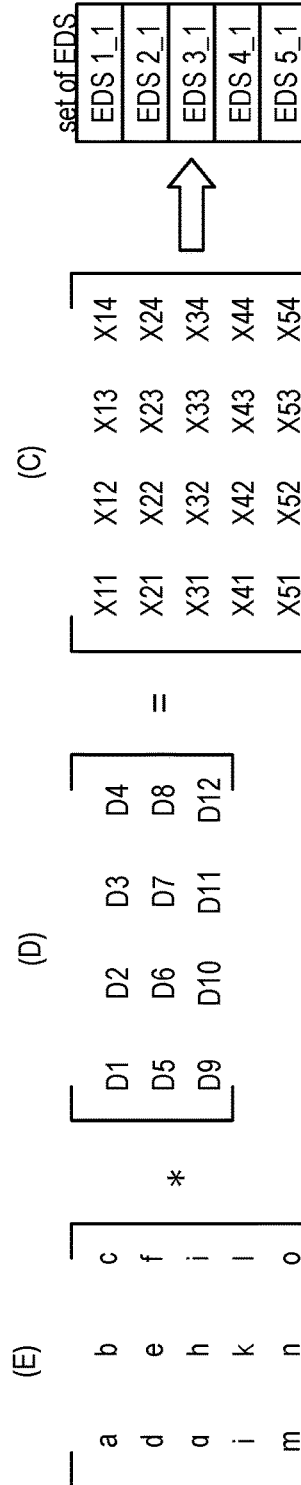 (E) (D) (C) set of EDS
a b c * D1 D2 D3 D4 = X11 X12 X13 X14 EDS 1_1
d e f D5 D6 D7 D8 X21 X22 X23 X24 EDS 2_1
g h i D9 D10 D11 D12 X31 X32 X33 X34 EDS 3_1
j k l X41 X42 X43 X44 EDS 4_1
m n o X51 X52 X53 X54 EDS 5_1